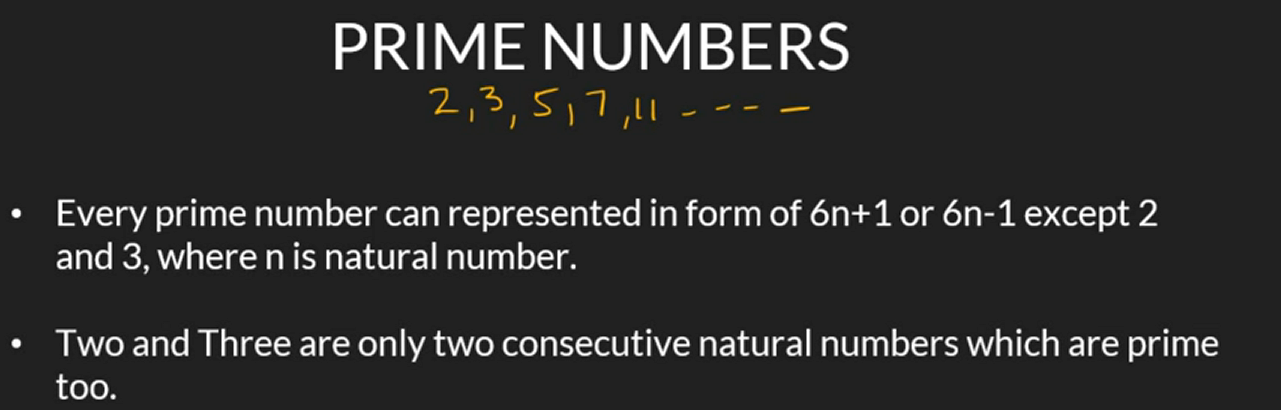 PRIME NUMBERS
2,3,5,7,11 - - - -
• Every prime number can represented in form of 6n+1 or 6n-1 except 2
and 3, where n is natural number.
• Two and Three are only two consecutive natural numbers which are prime
too.